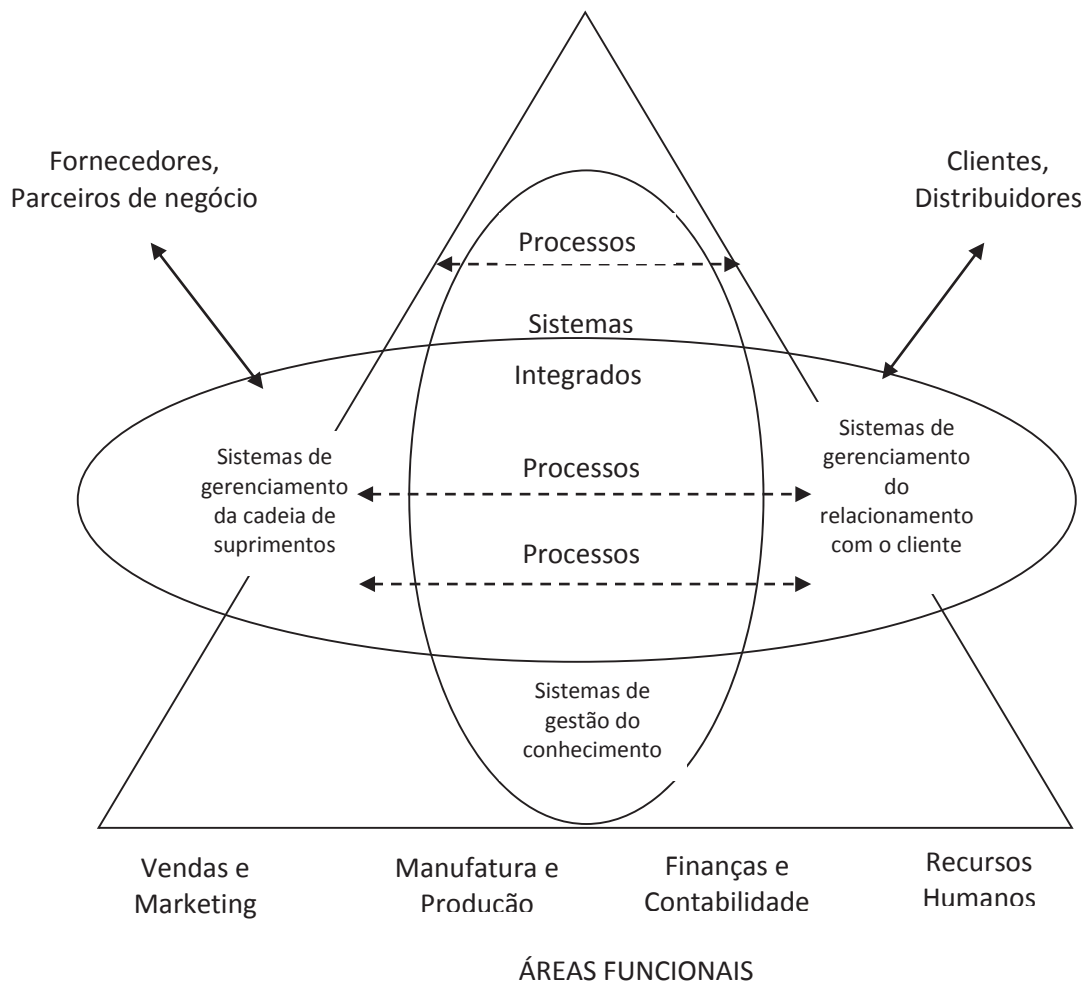 Fornecedores,
Parceiros de negócio
Clientes,
Distribuidores
Processos
Sistemas
Integrados
Sistemas de
gerenciamento
da cadeia de
suprimentos
Processos
Processos
Sistemas de
gerenciamento
do
relacionamento
com o cliente
Sistemas de
gestão do
conhecimento
Vendas e
Marketing
Manufatura e
Produção
Finanças e
Contabilidade
Recursos
Humanos
ÁREAS FUNCIONAIS